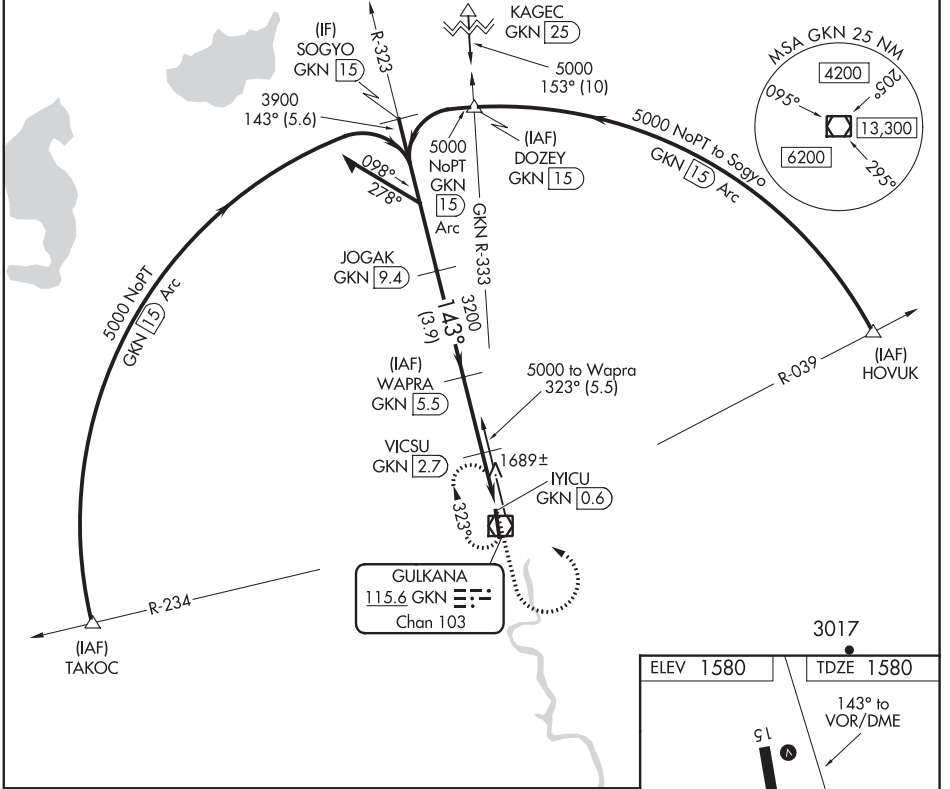 KAGEC
GKN 25
5000
153° (10)
(IF)
SOGYO
GKN 15
R-323
3900
143° (5.6)
MSA GKN 25 NM
4200
205°
095°
13,300
6200
295°
5000
NoPT
GKN
15
Arc
(IAF)
DOZEY
GKN 15
5000 NoPT to Sogyo
GKN 15 Arc
098°
278°
GKN R-333
5000 NoPT
GKN 15 Arc
JOGAK
GKN 9.4
3200
143°
(3.9)
(IAF)
WAPRA
GKN 5.5
5000 to Wapra
323° (5.5)
R-039
(IAF)
HOVUK
VICSU
GKN 2.7
1689±
IYICU
GKN 0.6
323°
GULKANA
115.6 GKN
Chan 103
R-234
(IAF)
TAKOC
3017
ELEV 1580
TDZE 1580
143° to
VOR/DME
15
V